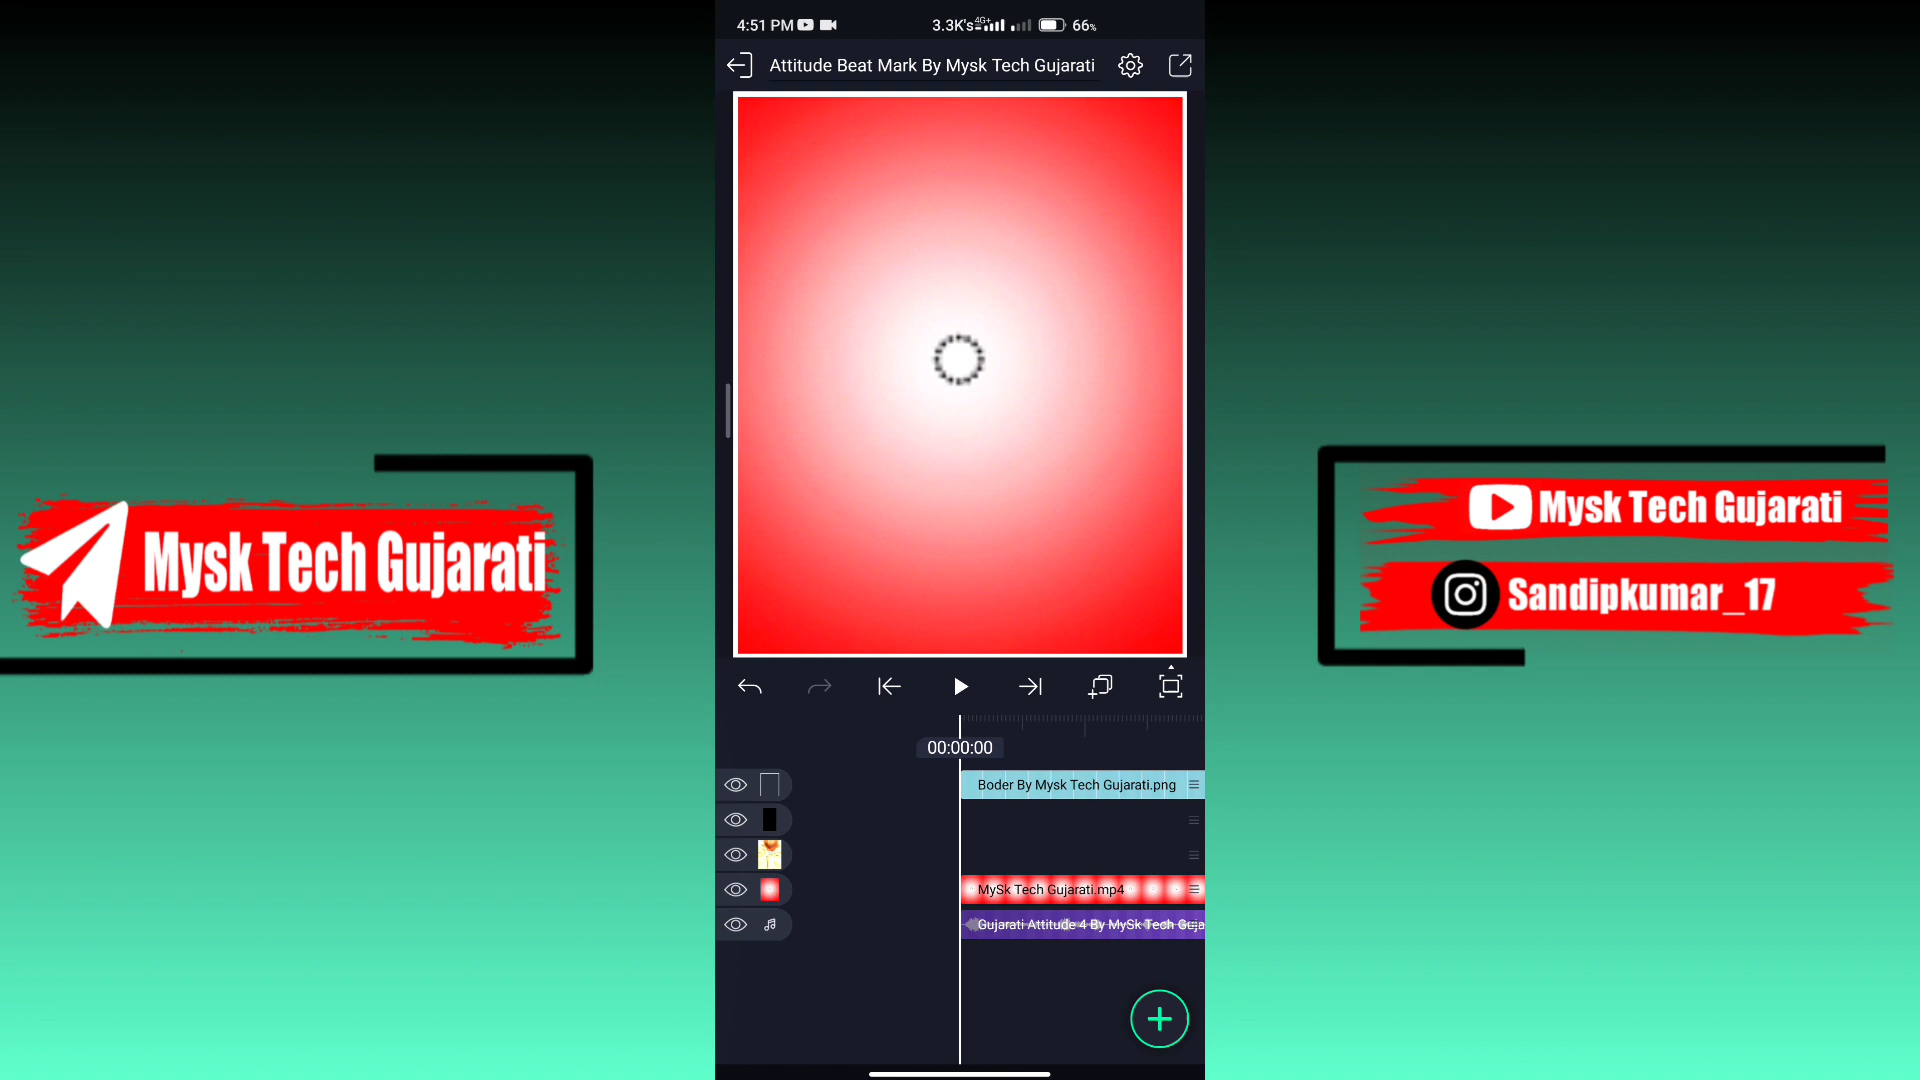 4:51 PM
3.3K's 4G+ 66%
Attitude Beat Mark By Mysk Tech Gujarati
Mysk Tech Gujarati
Mysk Tech Gujarati
Sandipkumar_17
00:00:00
Boder By Mysk Tech Gujarati.png
MySk Tech Gujarati.mp4
Gujarati Attitude 4 By MySk Tech Guja